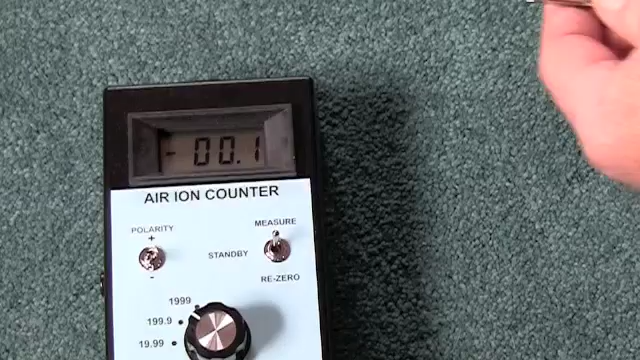 - 00.1
AIR ION COUNTER
POLARITY
+
-
MEASURE
STANDBY
RE-ZERO
1999
199.9
19.99